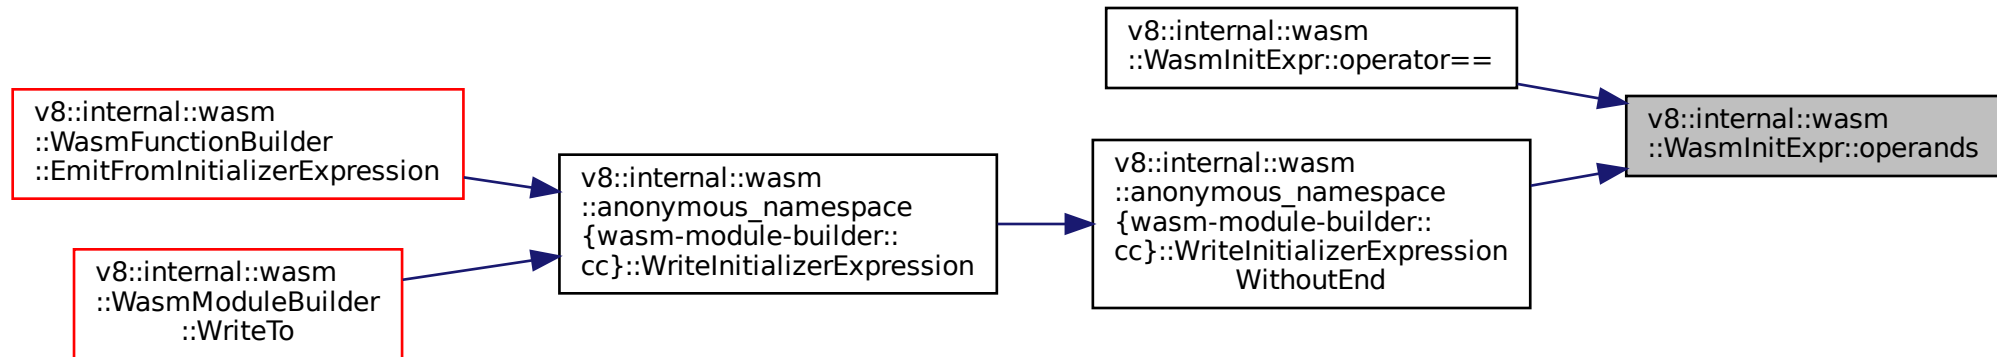 v8::internal::wasm
::WasmInitExpr::operator==
v8::internal::wasm
::WasmFunctionBuilder
::EmitFromInitializerExpression
v8::internal::wasm
::WasmInitExpr::operands
v8::internal::wasm
::anonymous_namespace
{wasm-module-builder::
cc}::WriteInitializerExpression
v8::internal::wasm
::anonymous_namespace
{wasm-module-builder::
cc}::WriteInitializerExpression
WithoutEnd
v8::internal::wasm
::WasmModuleBuilder
::WriteTo